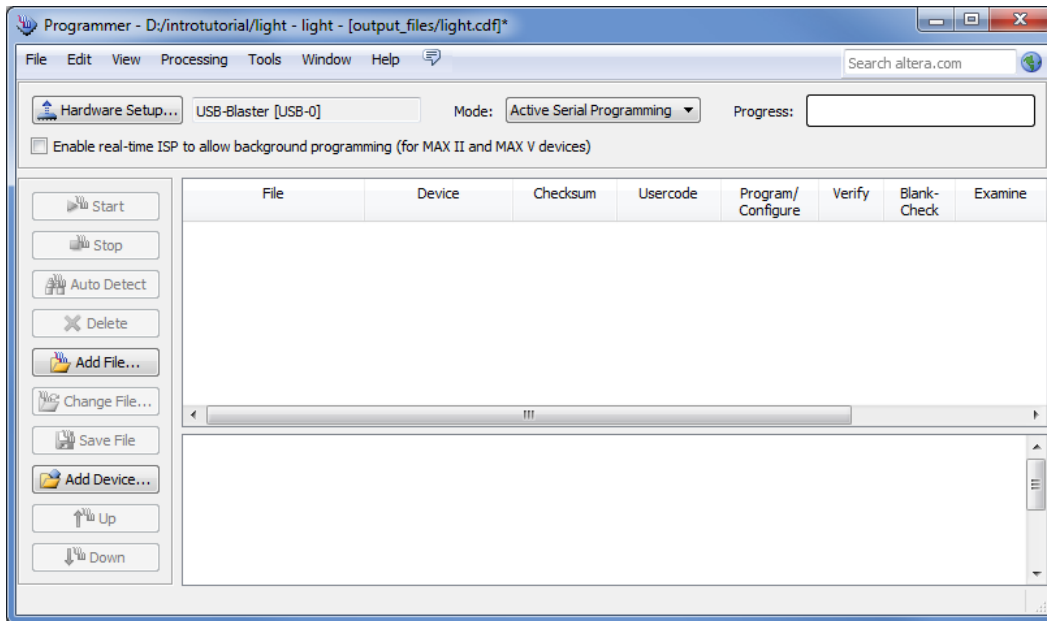 Programmer - D:/introtutorial/light - light - [output_files/light.cdf]*
File Edit View Processing Tools Window Help
Search altera.com
Hardware Setup... USB-Blaster [USB-0] Mode: Active Serial Programming Progress:
Enable real-time ISP to allow background programming (for MAX II and MAX V devices)
Start
Stop
Auto Detect
Delete
Add File...
Change File...
Save File
Add Device...
Up
Down
File Device Checksum Usercode Program/ Verify Blank- Examine
Configure Check